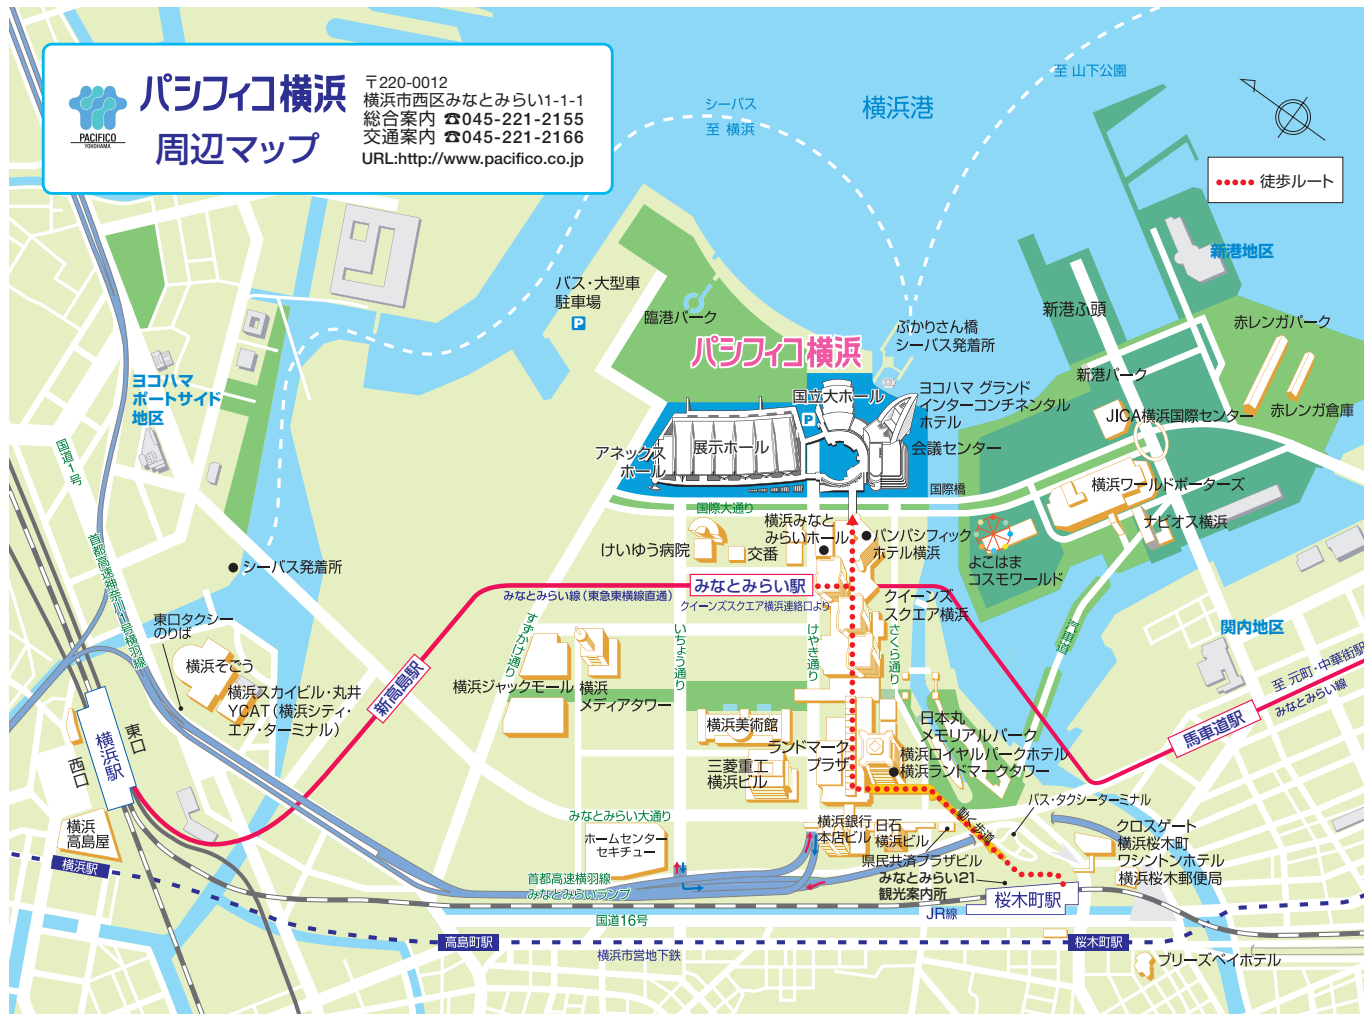 パシフィコ横浜
周辺マップ
PACIFICO
YOKOHAMA
〒220-0012
横浜市西区みなとみらい1-1-1
総合案内 ☎045-221-2155
交通案内 ☎045-221-2166
URL:http://www.pacifico.co.jp
至 山下公園
シーバス
至 横浜
横浜港
徒歩ルート
新港地区
バス・大型車
駐車場
P
臨港パーク
新港ふ頭
赤レンガパーク
ぷかりさん橋
シーバス発着所
パシフィコ横浜
新港パーク
ヨコハマ
ポートサイド
地区
国立大ホール
P
ヨコハマ グランド
インターコンチネンタル
ホテル
JICA横浜国際センター
赤レンガ倉庫
国道1号
アネックス
ホール
展示ホール
会議センター
国際橋
横浜ワールドポーターズ
国際大通り
横浜みなと
みらいホール
ナビオス横浜
首都高速神奈川1号横羽線
けいゆう病院
交番
パンパシフィック
ホテル横浜
よこはま
コスモワールド
シーバス発着所
みなとみらい線(東急東横線直通)
みなとみらい駅
クイーンズスクエア横浜連絡口より
クイーンズ
スクエア横浜
東口タクシー
のりば
すずかけ通り
いちょう通り
けやき通り
さくら通り
汽車道
関内地区
横浜そごう
横浜スカイビル・丸井
YCAT(横浜シティ・
エア・ターミナル)
新高島駅
横浜ジャックモール
横浜
メディアタワー
至 元町・中華街駅
みなとみらい線
馬車道駅
東口
横浜駅
西口
横浜美術館
日本丸
メモリアルパーク
ランドマーク
プラザ
横浜ロイヤルパークホテル
横浜ランドマークタワー
三菱重工
横浜ビル
みなとみらい大通り
動く歩道
バス・タクシーターミナル
横浜
高島屋
横浜駅
ホームセンター
セキチュー
横浜銀行
本店ビル
日石
横浜ビル
クロスゲート
横浜桜木町
ワシントンホテル
横浜桜木郵便局
県民共済プラザビル
みなとみらい21
観光案内所
首都高速横羽線
みなとみらいランプ
桜木町駅
JR線
国道16号
高島町駅
横浜市営地下鉄
桜木町駅
ブリーズベイホテル